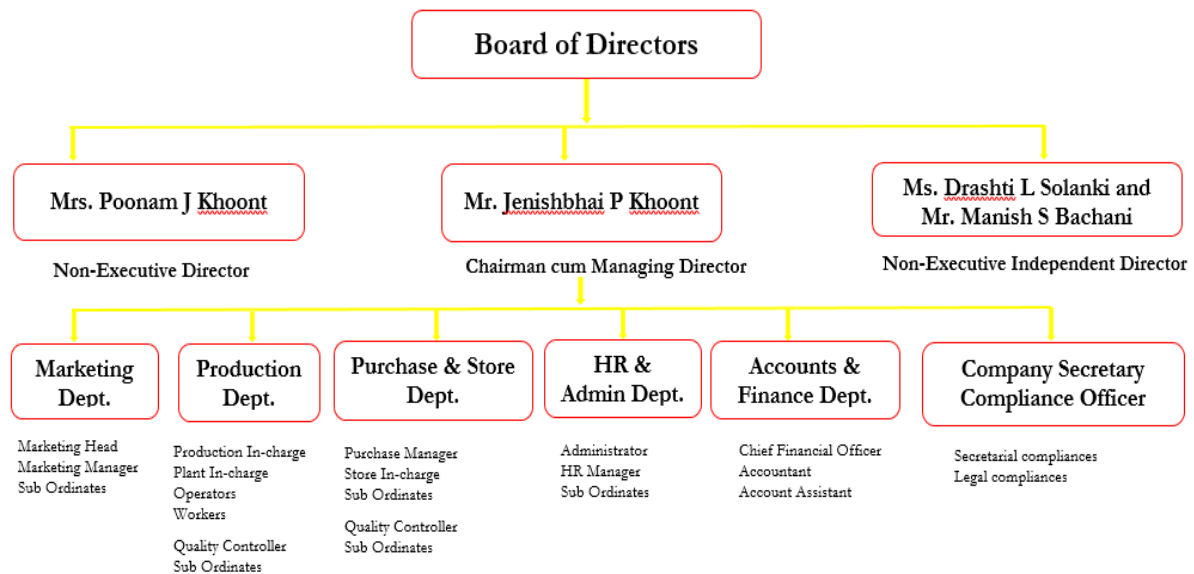 Board of Directors
Mrs. Poonam J Khoont
Non-Executive Director
Mr. Jenishbhai P Khoont
Chairman cum Managing Director
Ms. Drashti L Solanki and
Mr. Manish S Bachani
Non-Executive Independent Director
Marketing
Dept.
Marketing Head
Marketing Manager
Sub Ordinates
Production
Dept.
Production In-charge
Plant In-charge
Operators
Workers
Quality Controller
Sub Ordinates
Purchase & Store
Dept.
Purchase Manager
Store In-charge
Sub Ordinates
Quality Controller
Sub Ordinates
HR &
Admin Dept.
Administrator
HR Manager
Sub Ordinates
Accounts &
Finance Dept.
Chief Financial Officer
Accountant
Account Assistant
Company Secretary
Compliance Officer
Secretarial compliances
Legal compliances